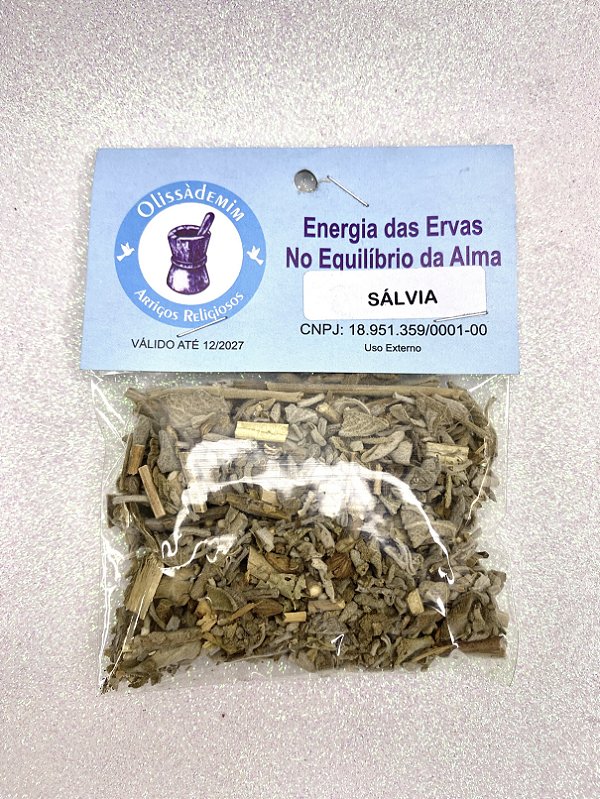 Olissàdemim
Artigos Religiosos
VÁLIDO ATÉ 12/2027
Energia das Ervas
No Equilíbrio da Alma
SÁLVIA
CNPJ: 18.951.359/0001-00
Uso Externo